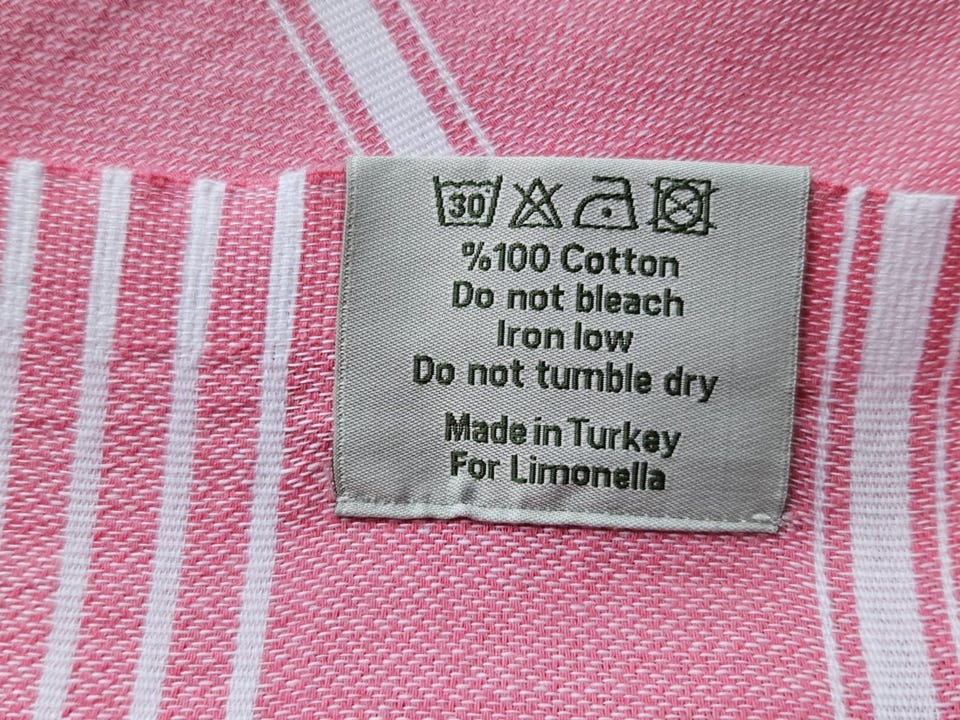 30
%100 Cotton
Do not bleach
Iron low
Do not tumble dry
Made in Turkey
For Limonella